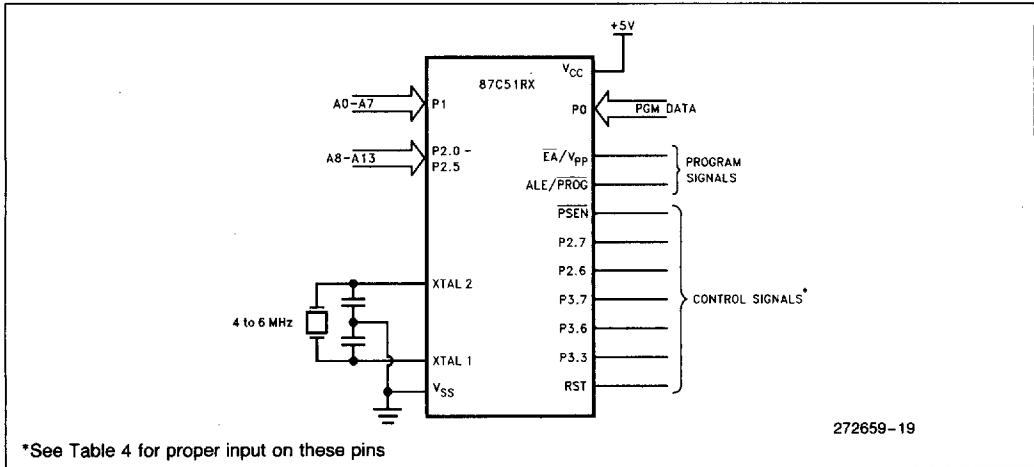 +5V
VCC
87C51RX
A0-A7
P1
P0
PGM DATA
A8-A13
P2.0 -
P2.5
EA/VPP
ALE/PROG
PROGRAM
SIGNALS
PSEN
P2.7
P2.6
XTAL 2
P3.7
CONTROL SIGNALS*
4 to 6 MHz
P3.6
P3.3
XTAL 1
VSS
RST
272659-19
*See Table 4 for proper input on these pins